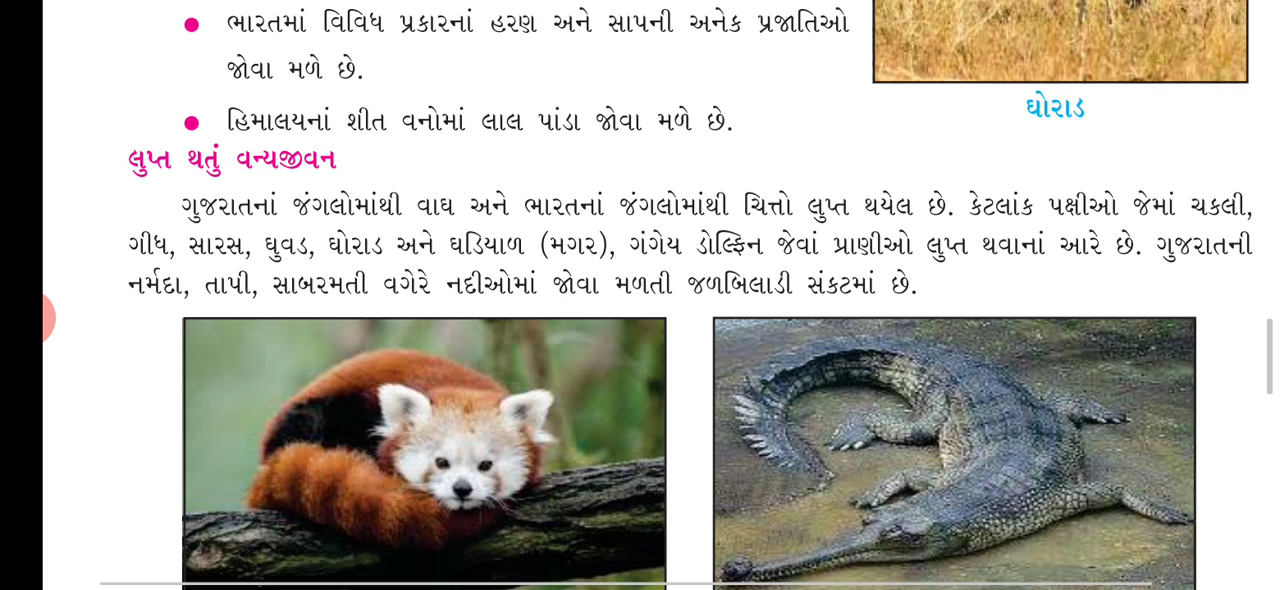 ● ભારતમાં વિવિધ પ્રકારનાં હરણ અને સાપની અનેક પ્રજાતિઓ
જોવા મળે છે.
● હિમાલયનાં શીત વનોમાં લાલ પાંડા જોવા મળે છે.
ઘોરાડ
લુપ્ત થતું વન્યજીવન
ગુજરાતનાં જંગલોમાંથી વાઘ અને ભારતનાં જંગલોમાંથી ચિત્તો લુપ્ત થયેલ છે. કેટલાંક પક્ષીઓ જેમાં ચકલી,
ગીધ, સારસ, ઘુવડ, ઘોરાડ અને ઘડિયાળ (મગર), ગંગેય ડોલ્ફિન જેવાં પ્રાણીઓ લુપ્ત થવાનાં આરે છે. ગુજરાતની
નર્મદા, તાપી, સાબરમતી વગેરે નદીઓમાં જોવા મળતી જળબિલાડી સંકટમાં છે.